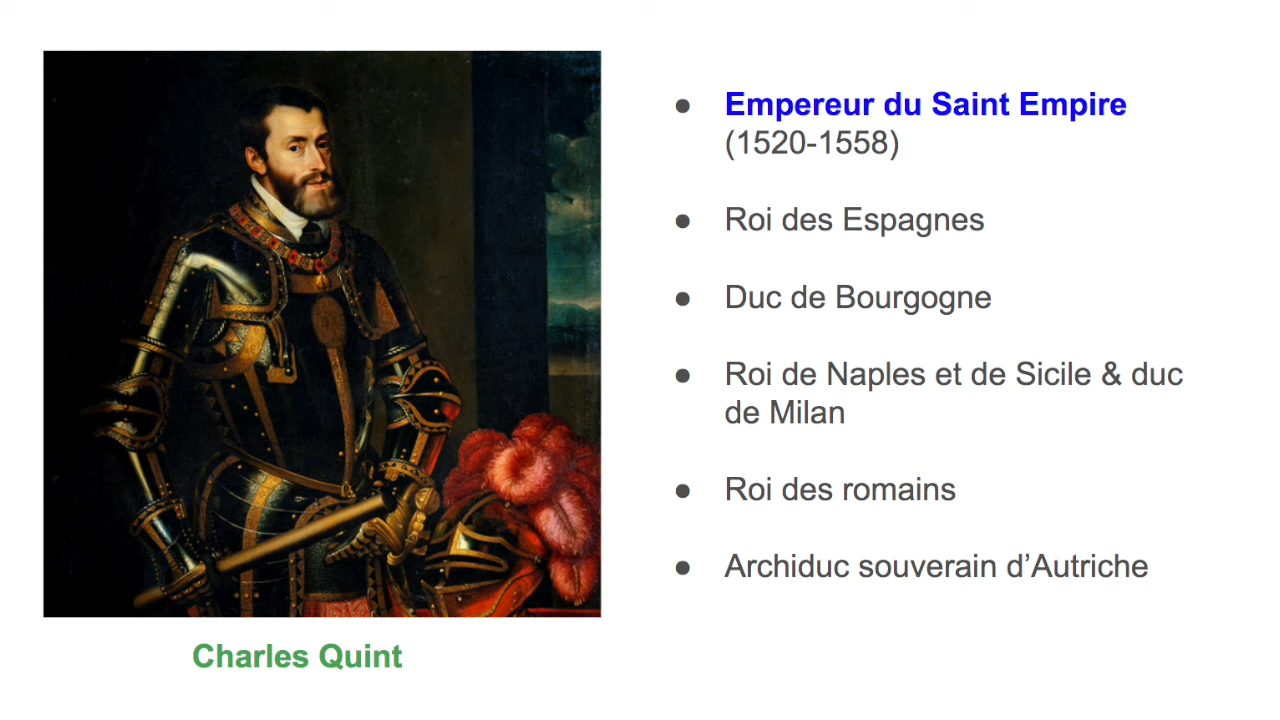 Empereur du Saint Empire
(1520-1558)
Roi des Espagnes
Duc de Bourgogne
Roi de Naples et de Sicile & duc
de Milan
Roi des romains
Archiduc souverain d’Autriche
Charles Quint